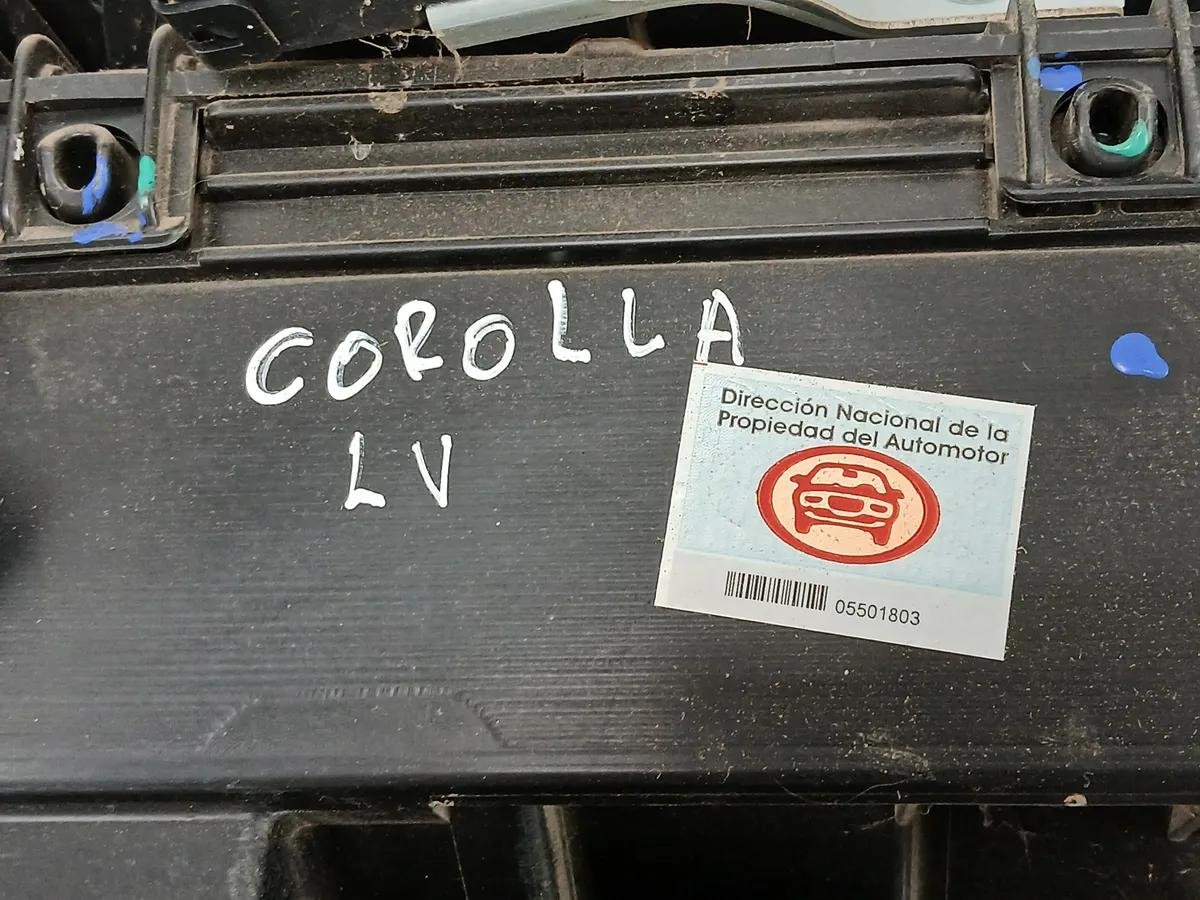 COROLLA
LV
Dirección Nacional de la
Propiedad del Automotor
05501803